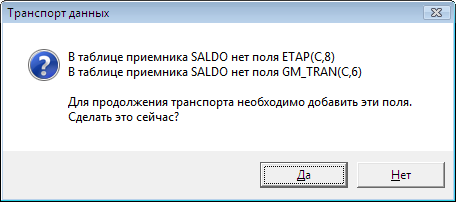 Транспорт данных
В таблице приемника SALDO нет поля ETAP(C,8)
В таблице приемника SALDO нет поля GM_TRAN(C,6)
Для продолжения транспорта необходимо добавить эти поля.
Сделать это сейчас?
Да
Нет